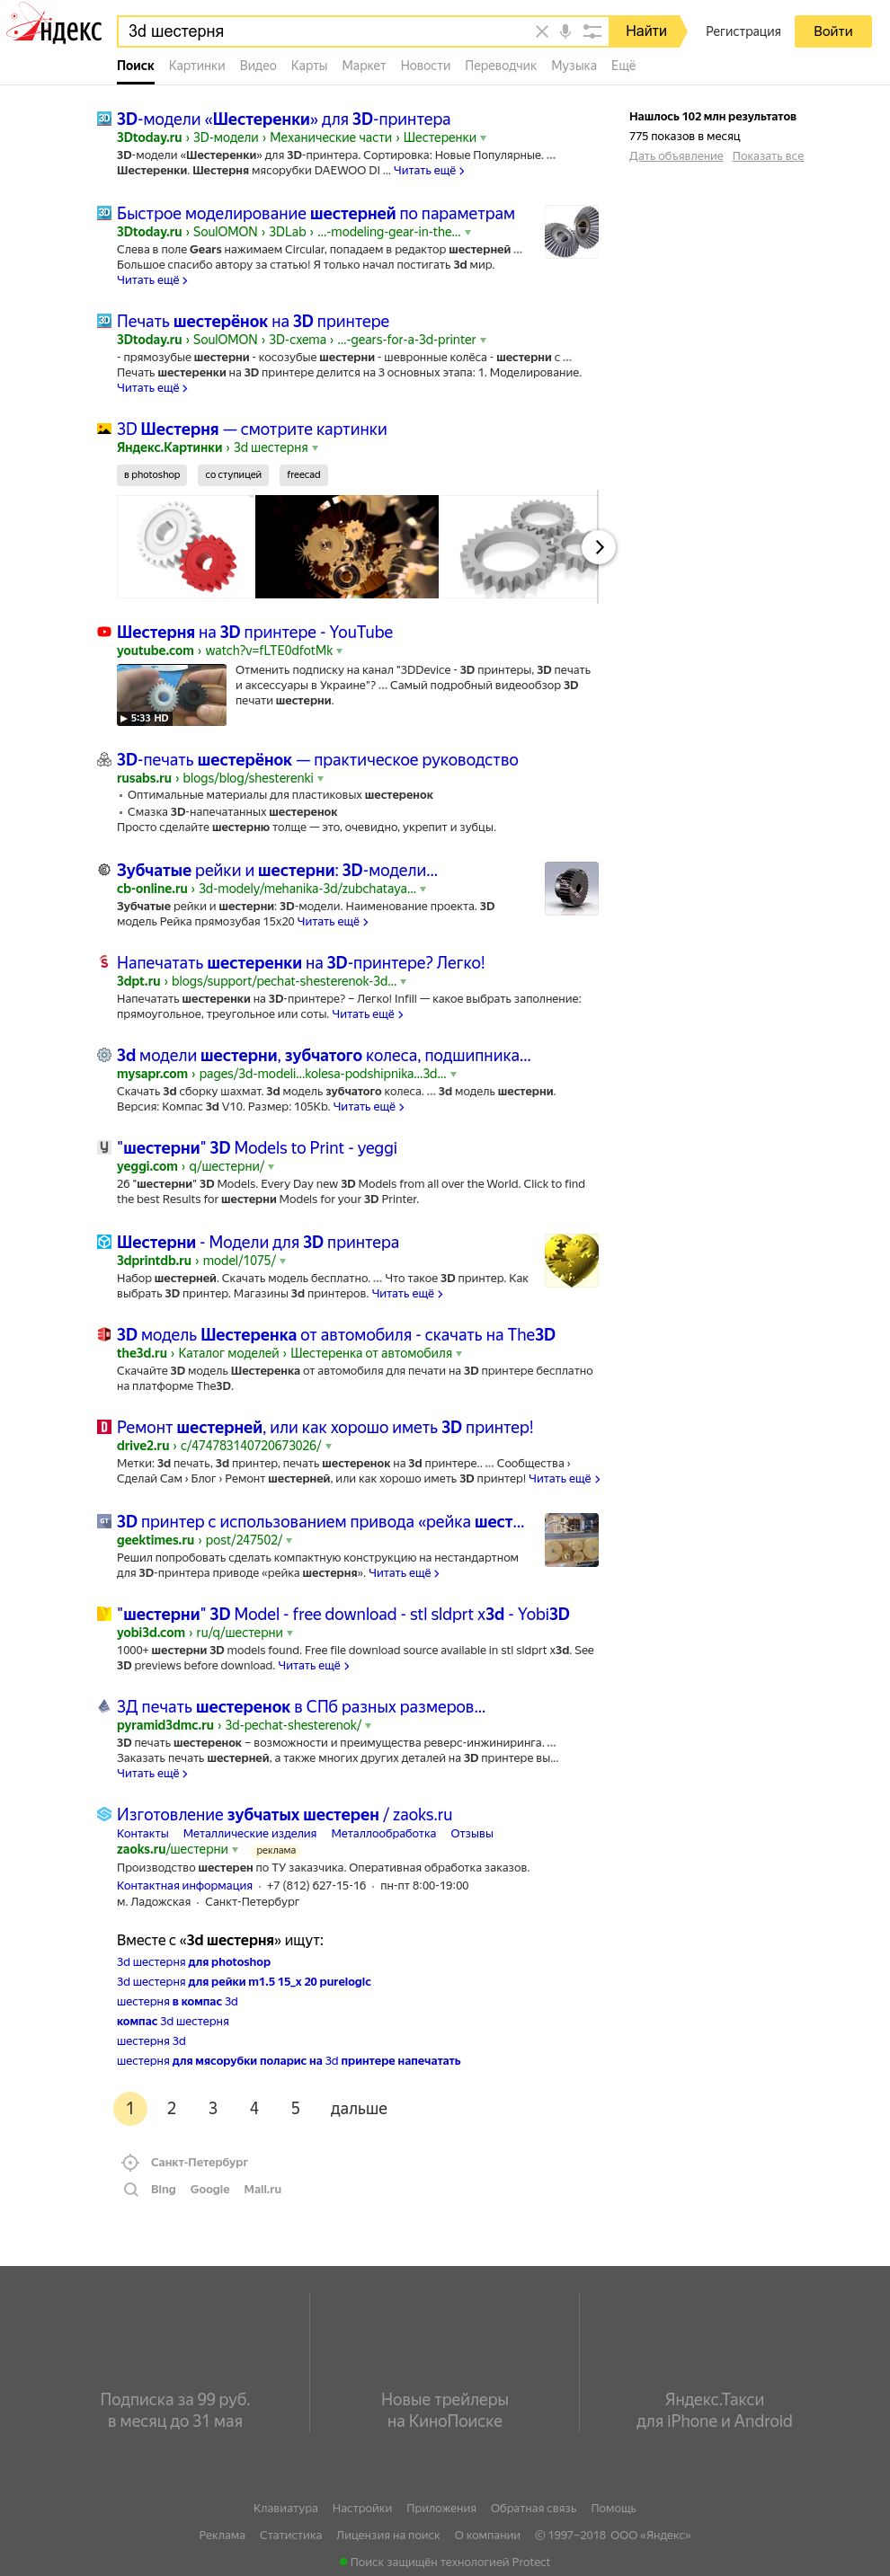 ндекс
3d шестерня
Найти
Регистрация
Войти
Поиск Картинки Видео Карты Маркет Новости Переводчик Музыка Ещё
Нашлось 102 млн результатов
775 показов в месяц
Дать объявление Показать все
3D-модели «Шестеренки» для 3D-принтера
3Dtoday.ru › 3D-модели › Механические части › Шестеренки
3D-модели «Шестеренки» для 3D-принтера. Сортировка: Новые Популярные. ...
Шестеренки. Шестерня мясорубки DAEWOO DI ... Читать ещё
Быстрое моделирование шестерней по параметрам
3Dtoday.ru › SoulOMON › 3DLab › ...-modeling-gear-in-the...
Слева в поле Gears нажимаем Circular, попадаем в редактор шестерней ...
Большое спасибо автору за статью! Я только начал постигать 3d мир.
Читать ещё
Печать шестерёнок на 3D принтере
3Dtoday.ru › SoulOMON › 3D-схема › ...-gears-for-a-3d-printer
- прямозубые шестерни - косозубые шестерни - шевронные колёса - шестерни с ...
Печать шестеренки на 3D принтере делится на 3 основных этапа: 1. Моделирование.
Читать ещё
3D Шестерня — смотрите картинки
Яндекс.Картинки › 3d шестерня
в photoshop со ступицей freecad
Шестерня на 3D принтере - YouTube
youtube.com › watch?v=fLTE0dfotMk
Отменить подписку на канал "3DDevice - 3D принтеры, 3D печать
и аксессуары в Украине"? ... Самый подробный видеообзор 3D
печати шестерни.
5:33 HD
3D-печать шестерёнок — практическое руководство
rusabs.ru › blogs/blog/shesterenki
▪ Оптимальные материалы для пластиковых шестеренок
▪ Смазка 3D-напечатанных шестеренок
Просто сделайте шестерню толще — это, очевидно, укрепит и зубцы.
Зубчатые рейки и шестерни: 3D-модели...
cb-online.ru › 3d-modely/mehanika-3d/zubchataya...
Зубчатые рейки и шестерни: 3D-модели. Наименование проекта. 3D
модель Рейка прямозубая 15x20 Читать ещё
Напечатать шестеренки на 3D-принтере? Легко!
3dpt.ru › blogs/support/pechat-shesterenok-3d...
Напечатать шестеренки на 3D-принтере? – Легко! Infill — какое выбрать заполнение:
прямоугольное, треугольное или соты. Читать ещё
3d модели шестерни, зубчатого колеса, подшипника...
mysapr.com › pages/3d-modeli...kolesa-podshipnika...3d...
Скачать 3d сборку шахмат. 3d модель зубчатого колеса. ... 3d модель шестерни.
Версия: Компас 3d V10. Размер: 105Kb. Читать ещё
"шестерни" 3D Models to Print - yeggi
yeggi.com › q/шестерни/
26 "шестерни" 3D Models. Every Day new 3D Models from all over the World. Click to find
the best Results for шестерни Models for your 3D Printer.
Шестерни - Модели для 3D принтера
3dprintdb.ru › model/1075/
Набор шестерней. Скачать модель бесплатно. ... Что такое 3D принтер. Как
выбрать 3D принтер. Магазины 3d принтеров. Читать ещё
3D модель Шестеренка от автомобиля - скачать на The3D
the3d.ru › Каталог моделей › Шестеренка от автомобиля
Скачайте 3D модель Шестеренка от автомобиля для печати на 3D принтере бесплатно
на платформе The3D.
Ремонт шестерней, или как хорошо иметь 3D принтер!
drive2.ru › c/474783140720673026/
Метки: 3d печать, 3d принтер, печать шестеренок на 3d принтере.. ... Сообщества ›
Сделай Сам › Блог › Ремонт шестерней, или как хорошо иметь 3D принтер! Читать ещё
3D принтер с использованием привода «рейка шест...
geektimes.ru › post/247502/
Решил попробовать сделать компактную конструкцию на нестандартном
для 3D-принтера приводе «рейка шестерня». Читать ещё
"шестерни" 3D Model - free download - stl sldprt x3d - Yobi3D
yobi3d.com › ru/q/шестерни
1000+ шестерни 3D models found. Free file download source available in stl sldprt x3d. See
3D previews before download. Читать ещё
3Д печать шестеренок в СПб разных размеров...
pyramid3dmc.ru › 3d-pechat-shesterenok/
3D печать шестеренок – возможности и преимущества реверс-инжиниринга. ...
Заказать печать шестерней, а также многих других деталей на 3D принтере вы...
Читать ещё
Изготовление зубчатых шестерен / zaoks.ru
Контакты Металлические изделия Металлообработка Отзывы
zaoks.ru/шестерни реклама
Производство шестерен по ТУ заказчика. Оперативная обработка заказов.
Контактная информация · +7 (812) 627-15-16 · пн-пт 8:00-19:00
м. Ладожская · Санкт-Петербург
Вместе с «3d шестерня» ищут:
3d шестерня для photoshop
3d шестерня для рейки m1.5 15_x 20 purelogic
шестерня в компас 3d
компас 3d шестерня
шестерня 3d
шестерня для мясорубки поларис на 3d принтере напечатать
1 2 3 4 5 дальше
Санкт-Петербург
Bing Google Mail.ru
Подписка за 99 руб.
в месяц до 31 мая
Новые трейлеры
на КиноПоиске
Яндекс.Такси
для iPhone и Android
Клавиатура Настройки Приложения Обратная связь Помощь
Реклама Статистика Лицензия на поиск О компании © 1997–2018 ООО «Яндекс»
Поиск защищён технологией Protect